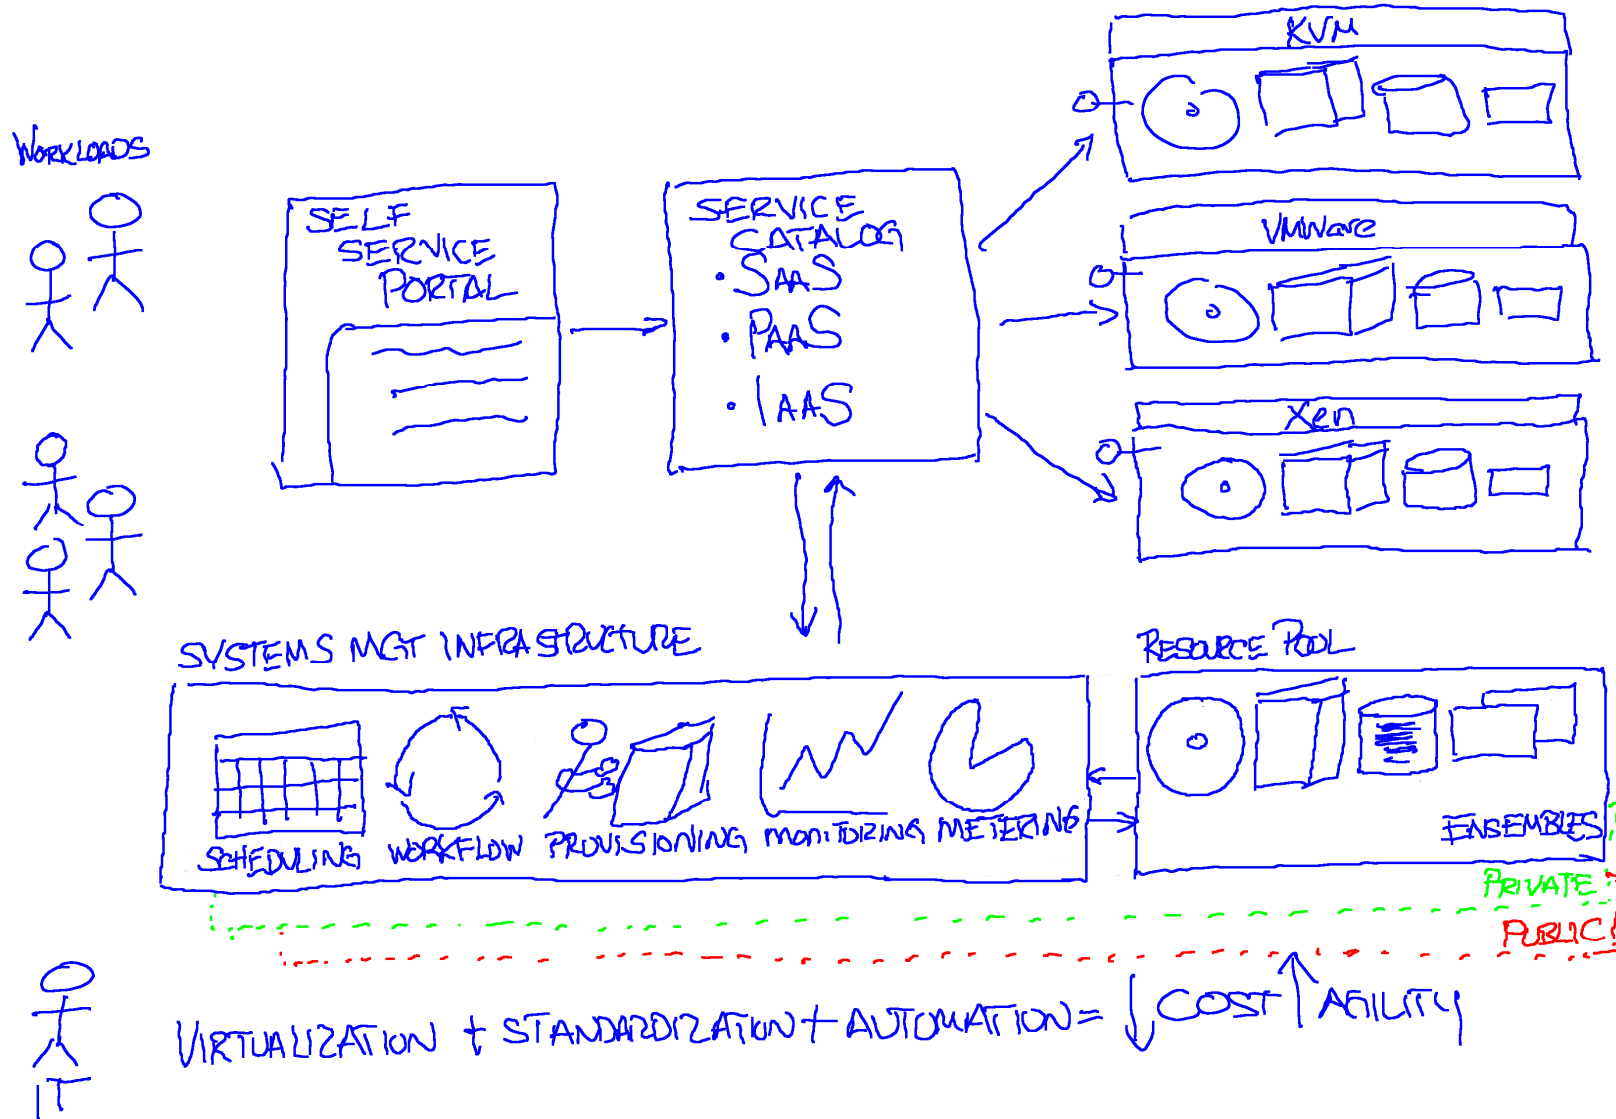 WORKLOADS
SELF
SERVICE
PORTAL
SERVICE
CATALOG
• SAAS
• PAAS
• IAAS
KVM
VMWare
Xen
SYSTEMS MGT INFRASTRUCTURE
SCHEDULING WORKFLOW PROVISIONING MONITORING METERING
RESOURCE POOL
ENSEMBLES
PRIVATE
PUBLIC
VIRTUALIZATION + STANDARDIZATION + AUTOMATION = ↓ COST ↑ AGILITY
IT